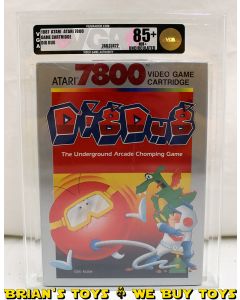 1987 ATARI ATARI 7800
GAME CARTRIDGE
DIG DUG
85+
NM+
VGA
ATARI 7800 VIDEO GAME
CARTRIDGE
DIG DUG
The Underground Arcade Chomping Game
BRIAN'S TOYS WE BUY TOYS